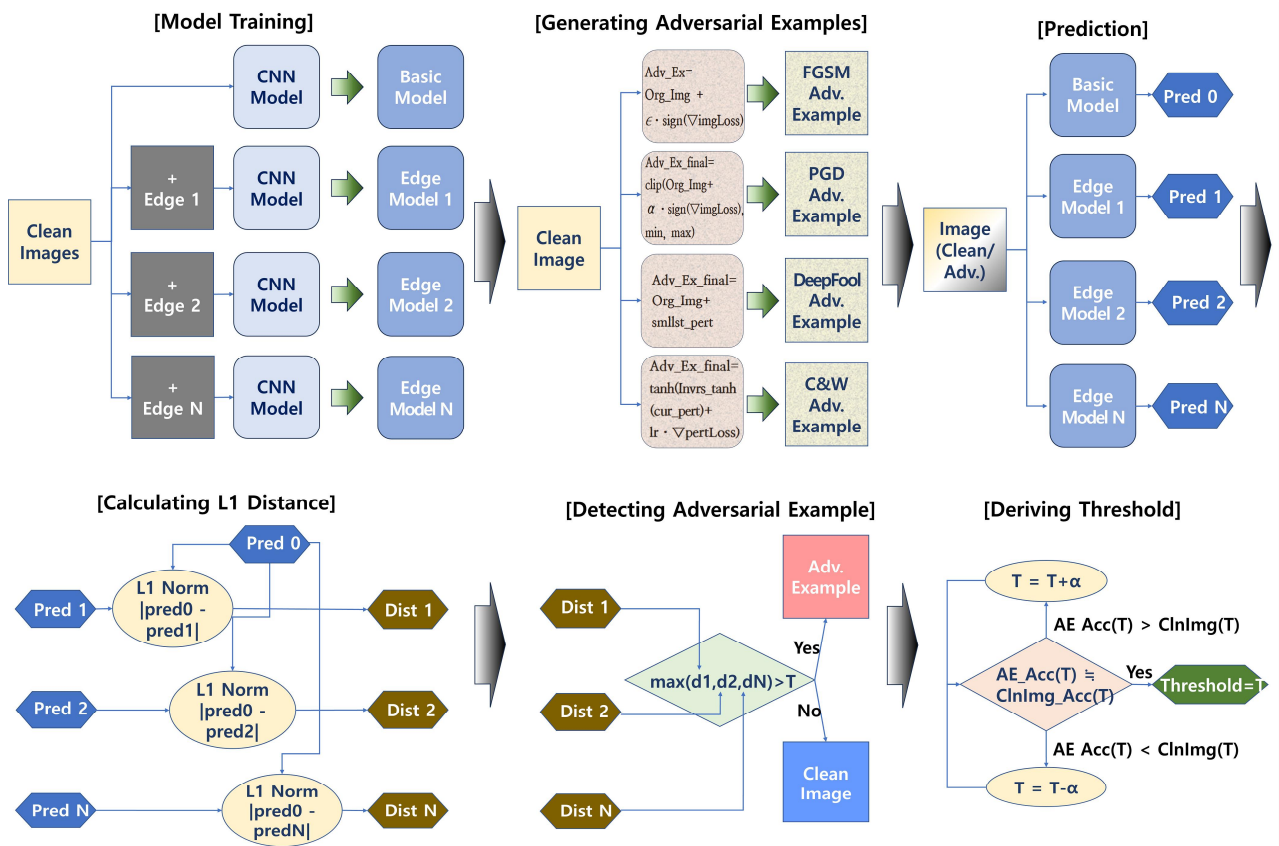 [Model Training]
Clean
Images
+
Edge 1
+
Edge 2
+
Edge N
CNN
Model
CNN
Model
CNN
Model
CNN
Model
Basic
Model
Edge
Model 1
Edge
Model 2
Edge
Model N
[Generating Adversarial Examples]
Clean
Image
Adv_Ex=
Org_Img +
ϵ · sign(∇imgLoss)
Adv_Ex_final=
clip(Org_Img+
α · sign(∇imgLoss),
min, max)
Adv_Ex_final=
Org_Img+
smllst_pert
Adv_Ex_final=
tanh(Invrs_tanh
(cur_pert)+
lr · ∇pertLoss)
FGSM
Adv.
Example
PGD
Adv.
Example
DeepFool
Adv.
Example
C&W
Adv.
Example
[Prediction]
Image
(Clean/
Adv.)
Basic
Model
Edge
Model 1
Edge
Model 2
Edge
Model N
Pred 0
Pred 1
Pred 2
Pred N
[Calculating L1 Distance]
Pred 0
Pred 1
L1 Norm
|pred0 -
pred1|
Dist 1
Pred 2
L1 Norm
|pred0 -
pred2|
Dist 2
Pred N
L1 Norm
|pred0 -
predN|
Dist N
[Detecting Adversarial Example]
Dist 1
Dist 2
Dist N
max(d1,d2,dN)>T
Yes
No
Adv.
Example
Clean
Image
[Deriving Threshold]
T = T+α
AE Acc(T) > ClnImg(T)
AE_Acc(T) ≒
ClnImg_Acc(T)
Yes
Threshold=T
AE Acc(T) < ClnImg(T)
T = T-α